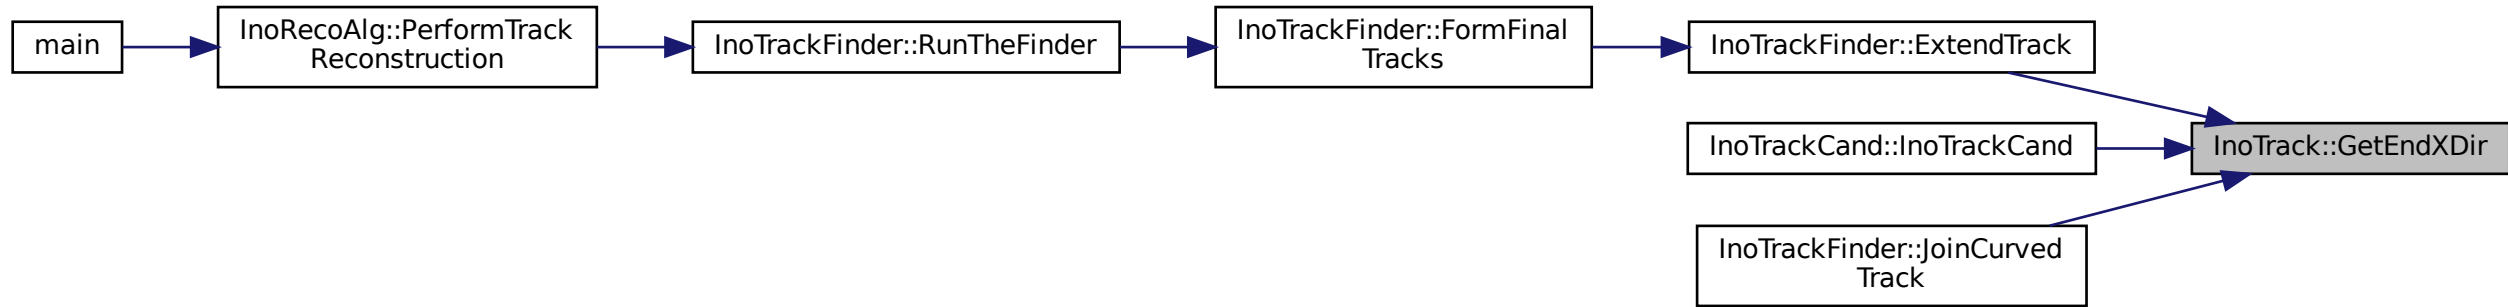 main
InoRecoAlg::PerformTrack
Reconstruction
InoTrackFinder::RunTheFinder
InoTrackFinder::FormFinal
Tracks
InoTrackFinder::ExtendTrack
InoTrackCand::InoTrackCand
InoTrackFinder::JoinCurved
Track
InoTrack::GetEndXDir